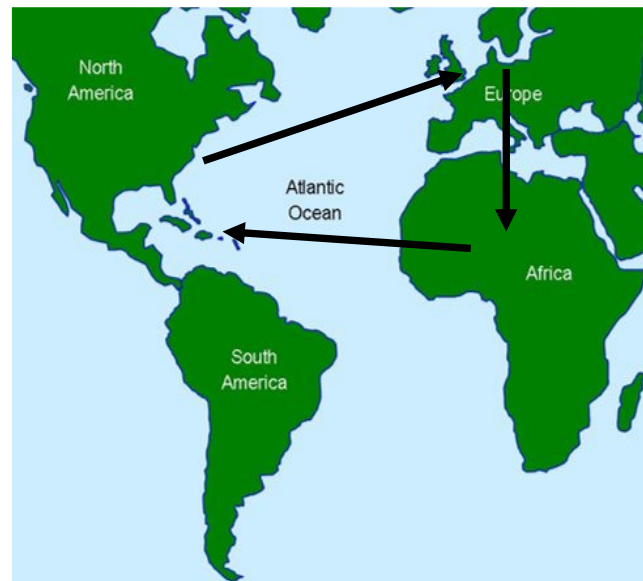 North
America
Europe
Atlantic
Ocean
Africa
South
America